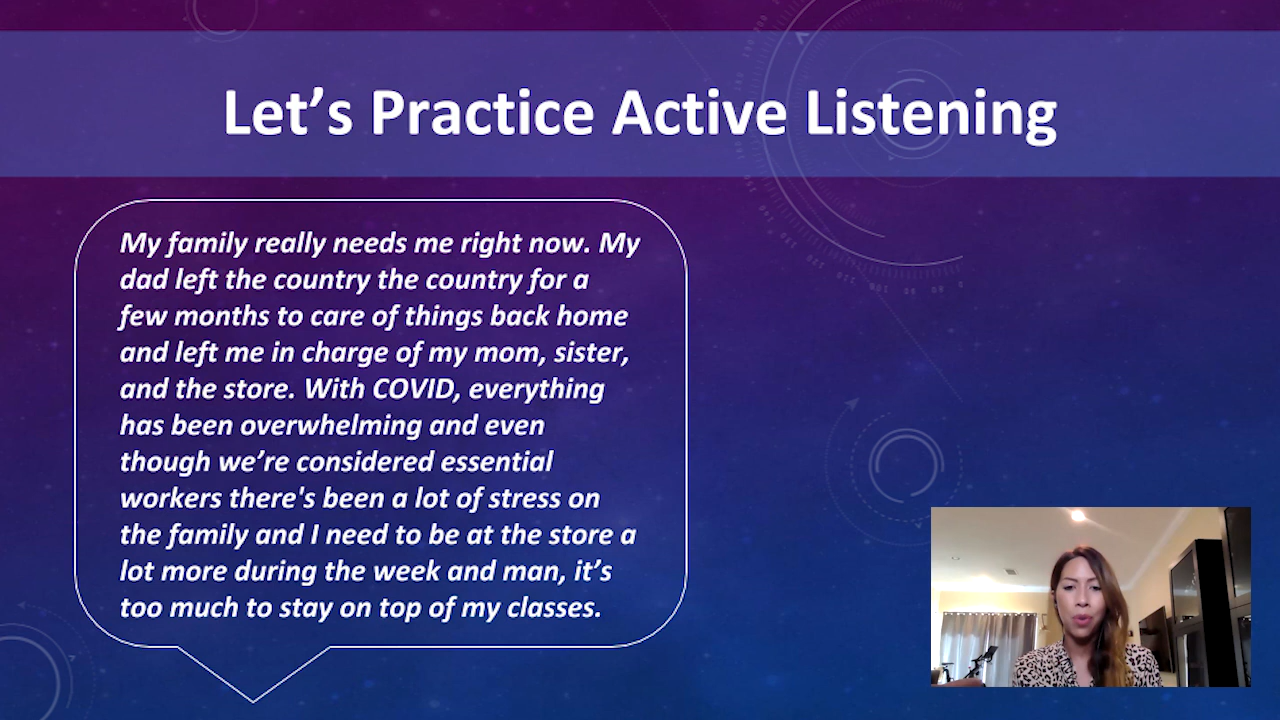 Let’s Practice Active Listening
My family really needs me right now. My
dad left the country the country for a
few months to care of things back home
and left me in charge of my mom, sister,
and the store. With COVID, everything
has been overwhelming and even
though we’re considered essential
workers there's been a lot of stress on
the family and I need to be at the store a
lot more during the week and man, it’s
too much to stay on top of my classes.